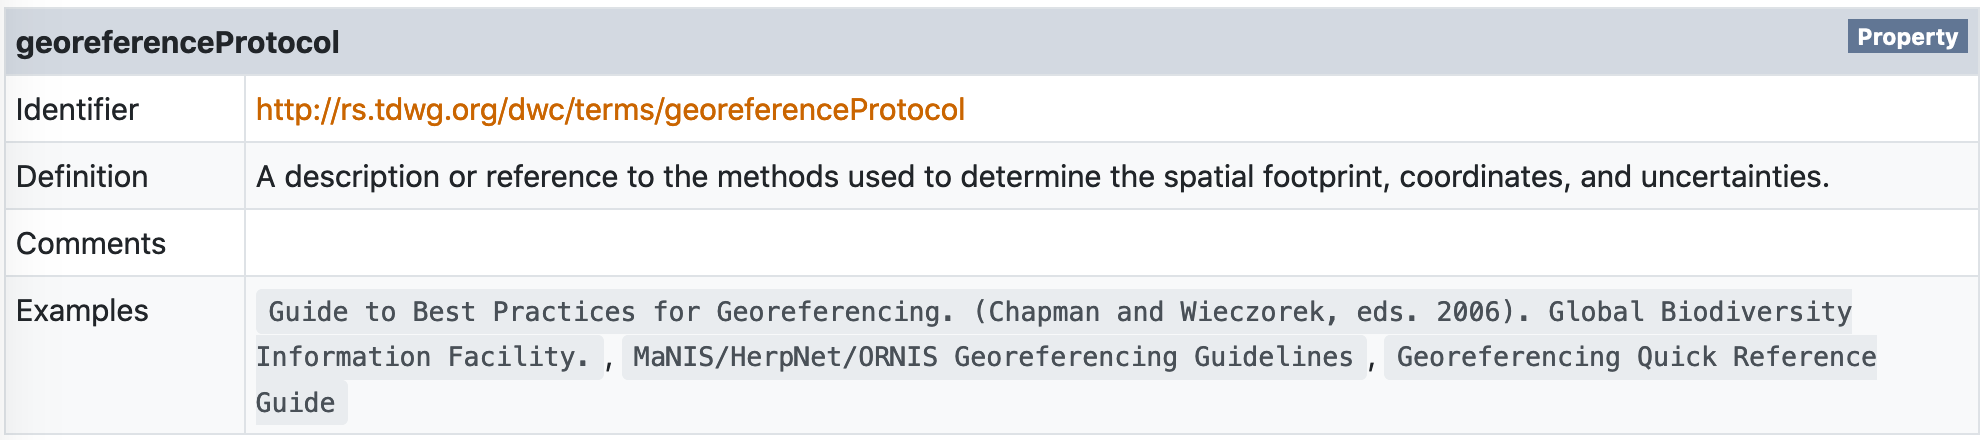 georeferenceProtocol Property
Identifier http://rs.tdwg.org/dwc/terms/georeferenceProtocol
Definition A description or reference to the methods used to determine the spatial footprint, coordinates, and uncertainties.
Comments
Examples Guide to Best Practices for Georeferencing. (Chapman and Wieczorek, eds. 2006). Global Biodiversity
Information Facility. , MaNIS/HerpNet/ORNIS Georeferencing Guidelines , Georeferencing Quick Reference
Guide